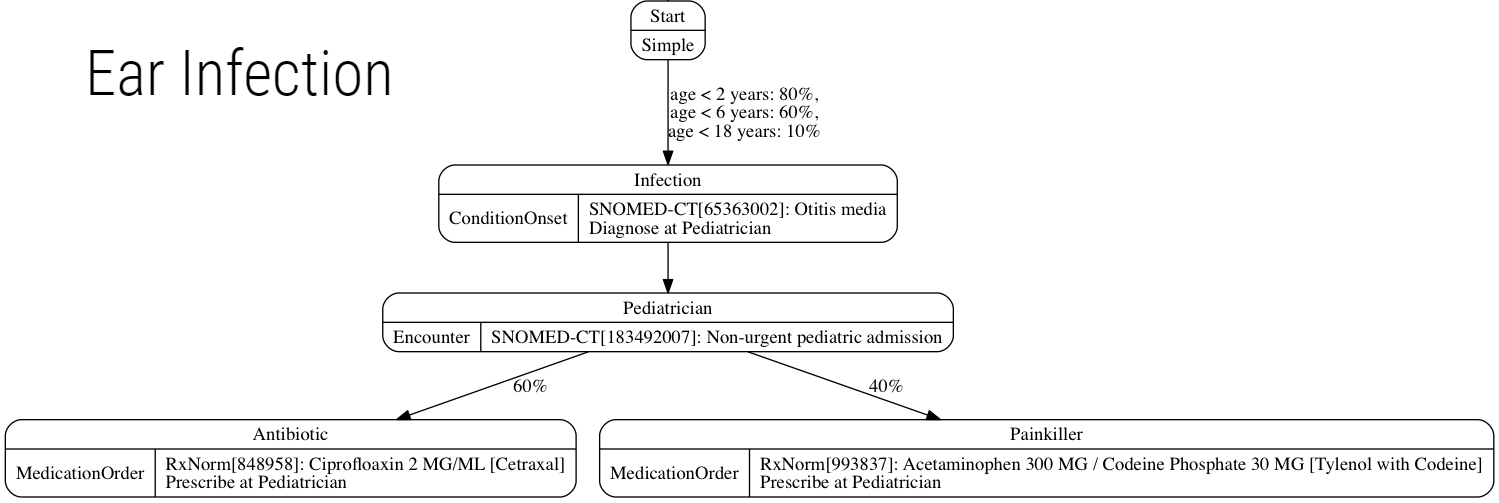 Start
Simple
Ear Infection
age < 2 years: 80%,
age < 6 years: 60%,
age < 18 years: 10%
Infection
ConditionOnset
SNOMED-CT[65363002]: Otitis media
Diagnose at Pediatrician
Pediatrician
Encounter
SNOMED-CT[183492007]: Non-urgent pediatric admission
60%
40%
Antibiotic
MedicationOrder
RxNorm[848958]: Ciprofloaxin 2 MG/ML [Cetraxal]
Prescribe at Pediatrician
Painkiller
MedicationOrder
RxNorm[993837]: Acetaminophen 300 MG / Codeine Phosphate 30 MG [Tylenol with Codeine]
Prescribe at Pediatrician